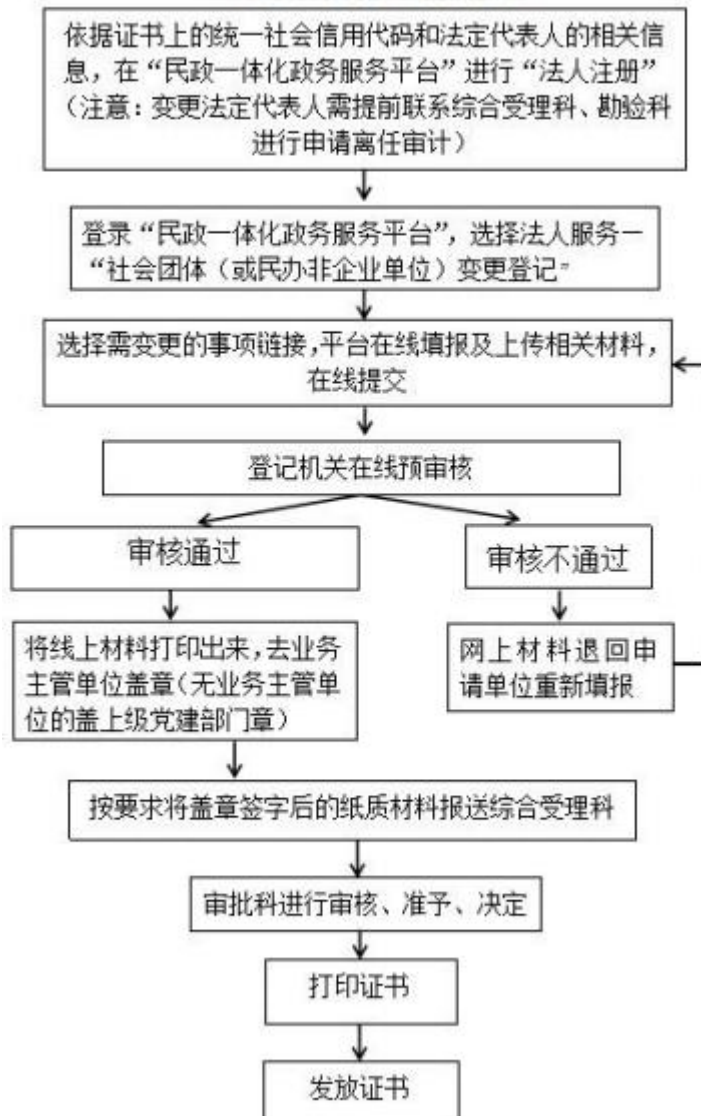 依据证书上的统一社会信用代码和法定代表人的相关信
息，在“民政一体化政务服务平台”进行“法人注册”
（注意：变更法定代表人需提前联系综合受理科、勘验科
进行申请离任审计）
登录“民政一体化政务服务平台”，选择法人服务—
“社会团体（或民办非企业单位）变更登记”
选择需变更的事项链接，平台在线填报及上传相关材料，
在线提交
登记机关在线预审核
审核通过
审核不通过
将线上材料打印出来，去业务
主管单位盖章（无业务主管单
位的盖上级党建部门章）
网上材料退回申
请单位重新填报
按要求将盖章签字后的纸质材料报送综合受理科
审批科进行审核、准予、决定
打印证书
发放证书